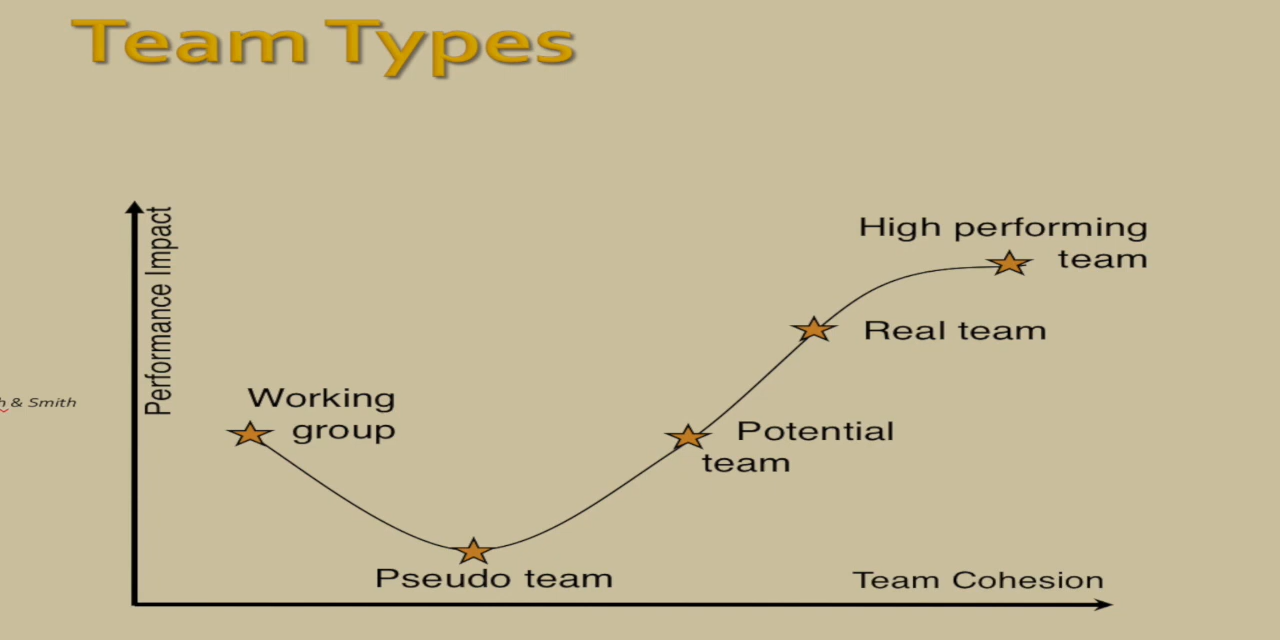 Team Types
Performance Impact
High performing
team
Real team
Working
group
& Smith
Potential
team
Pseudo team
Team Cohesion